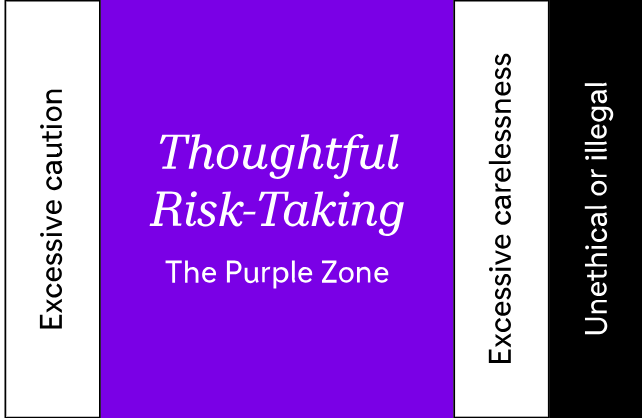 Excessive caution
Thoughtful
Risk-Taking
The Purple Zone
Excessive carelessness
Unethical or illegal